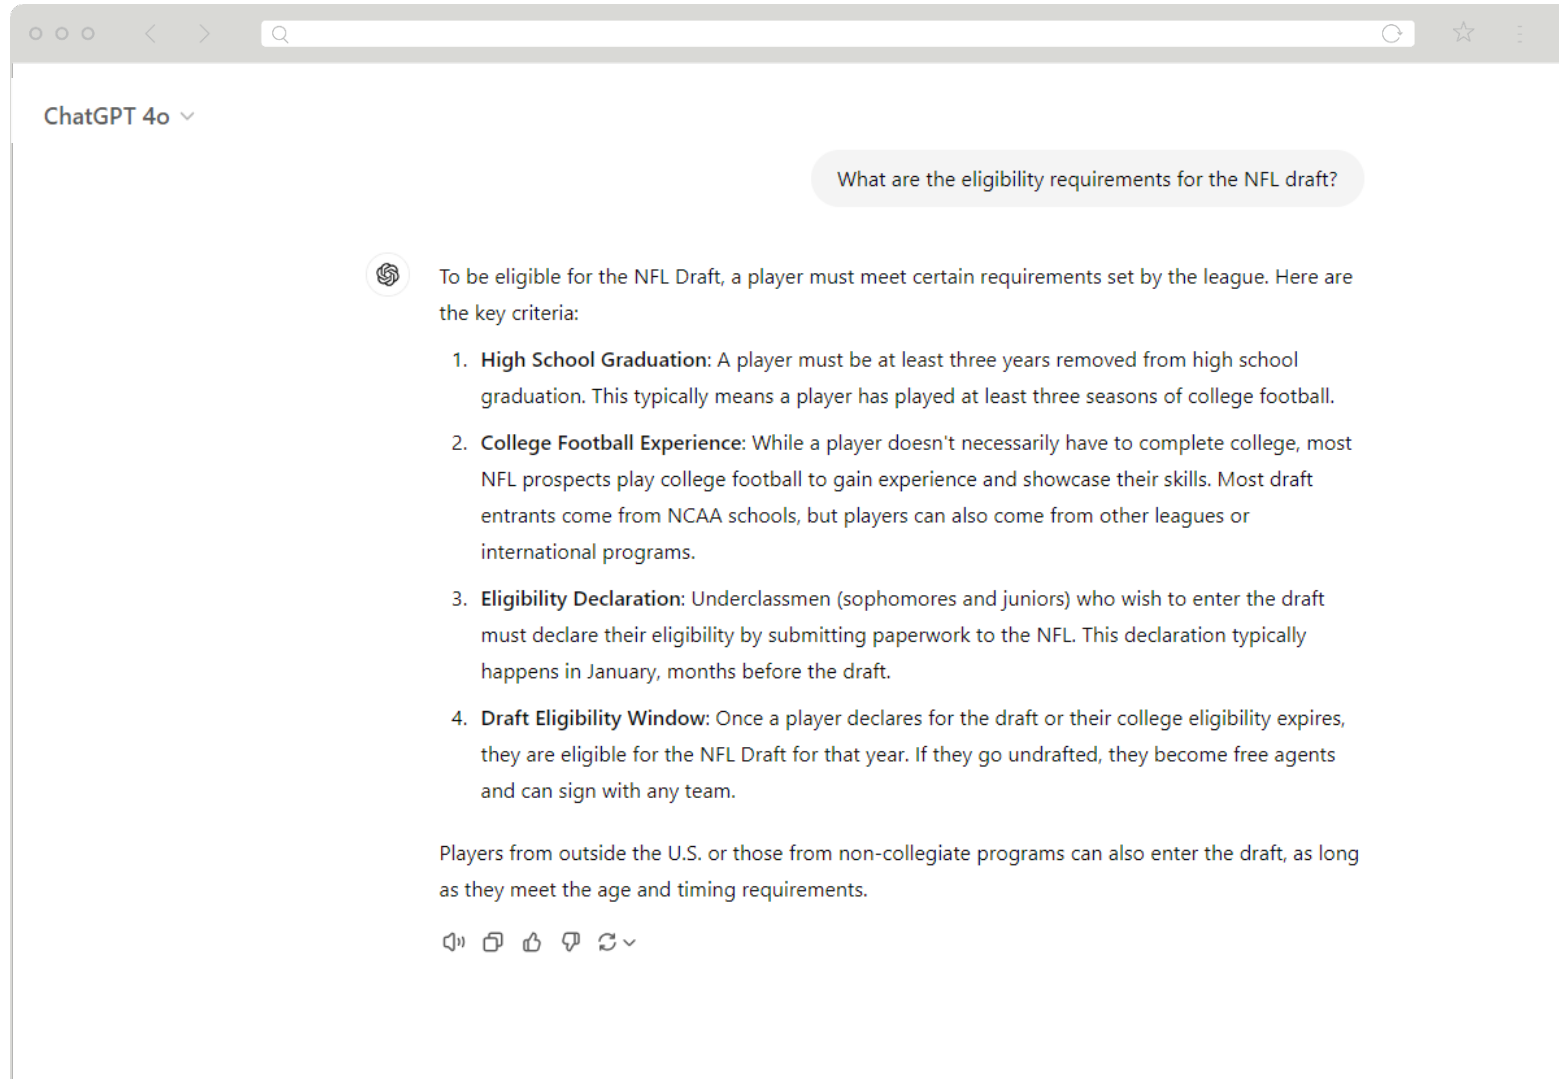 ChatGPT 4o
What are the eligibility requirements for the NFL draft?
To be eligible for the NFL Draft, a player must meet certain requirements set by the league. Here are
the key criteria:
1. High School Graduation: A player must be at least three years removed from high school
graduation. This typically means a player has played at least three seasons of college football.
2. College Football Experience: While a player doesn't necessarily have to complete college, most
NFL prospects play college football to gain experience and showcase their skills. Most draft
entrants come from NCAA schools, but players can also come from other leagues or
international programs.
3. Eligibility Declaration: Underclassmen (sophomores and juniors) who wish to enter the draft
must declare their eligibility by submitting paperwork to the NFL. This declaration typically
happens in January, months before the draft.
4. Draft Eligibility Window: Once a player declares for the draft or their college eligibility expires,
they are eligible for the NFL Draft for that year. If they go undrafted, they become free agents
and can sign with any team.
Players from outside the U.S. or those from non-collegiate programs can also enter the draft, as long
as they meet the age and timing requirements.